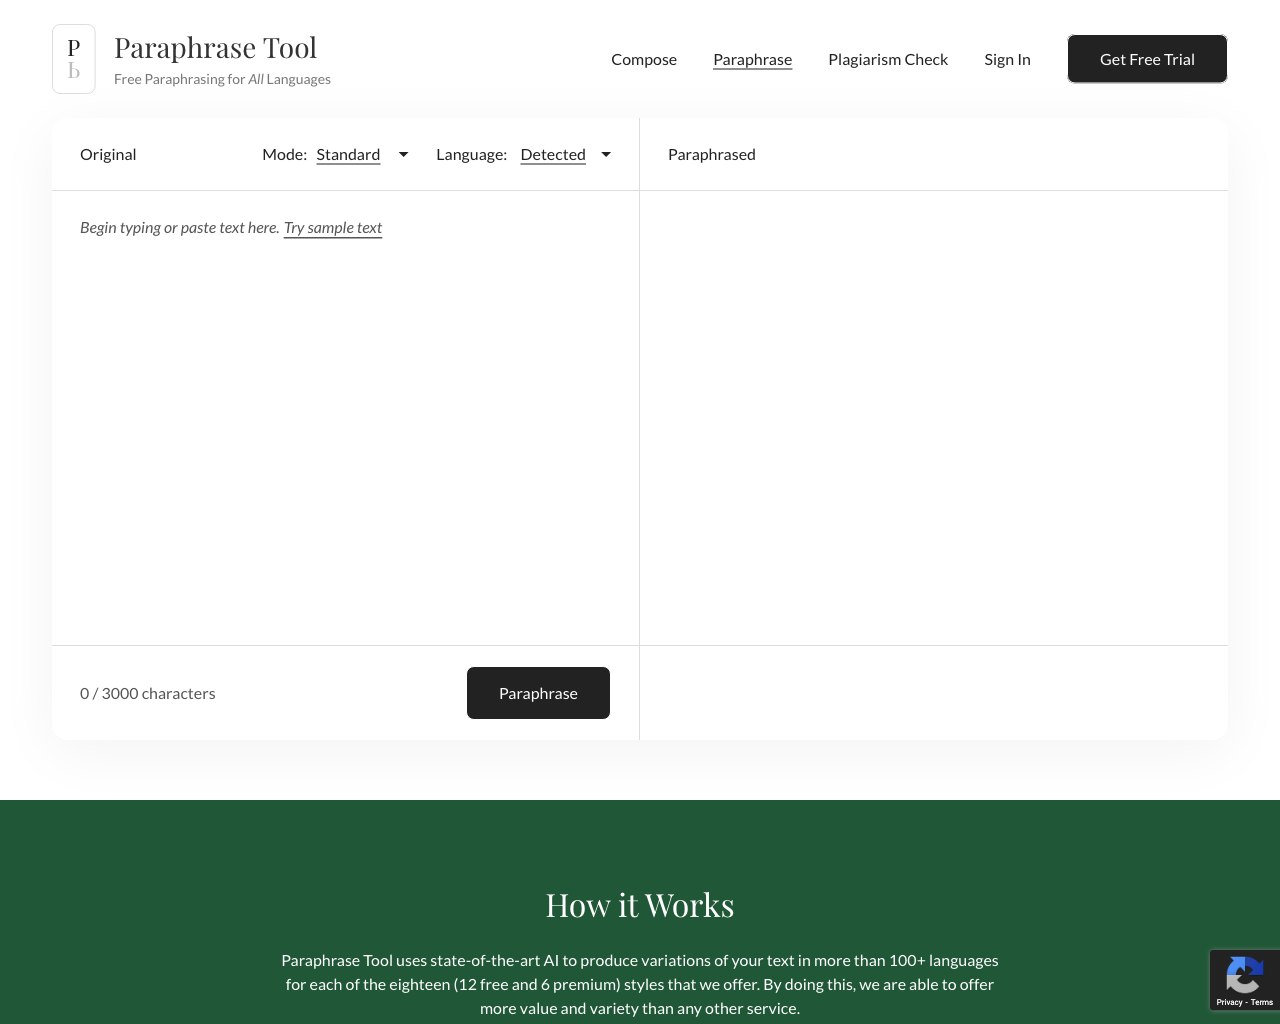 P
Paraphrase Tool
Free Paraphrasing for All Languages
Compose
Paraphrase
Plagiarism Check
Sign In
Get Free Trial
Original
Mode: Standard
Language: Detected
Paraphrased
Begin typing or paste text here. Try sample text
0 / 3000 characters
Paraphrase
How it Works
Paraphrase Tool uses state-of-the-art AI to produce variations of your text in more than 100+ languages
for each of the eighteen (12 free and 6 premium) styles that we offer. By doing this, we are able to offer
more value and variety than any other service.
Privacy - Terms